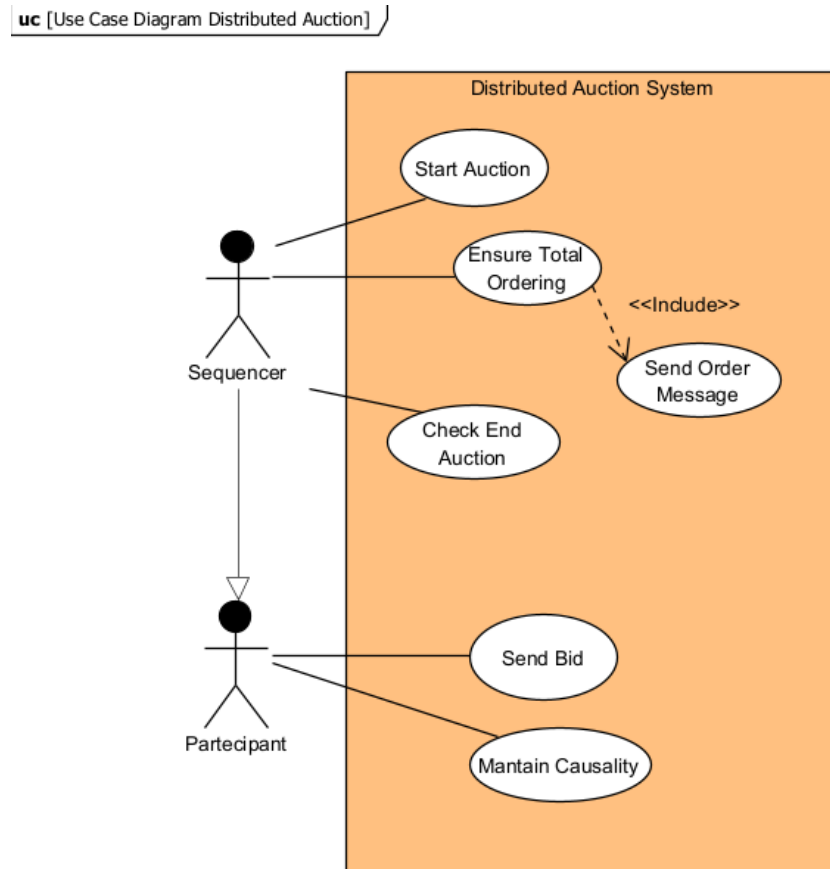 uc [Use Case Diagram Distributed Auction]
Distributed Auction System
Start Auction
Ensure Total
Ordering
<<Include>>
Send Order
Message
Sequencer
Check End
Auction
Send Bid
Partecipant
Mantain Causality